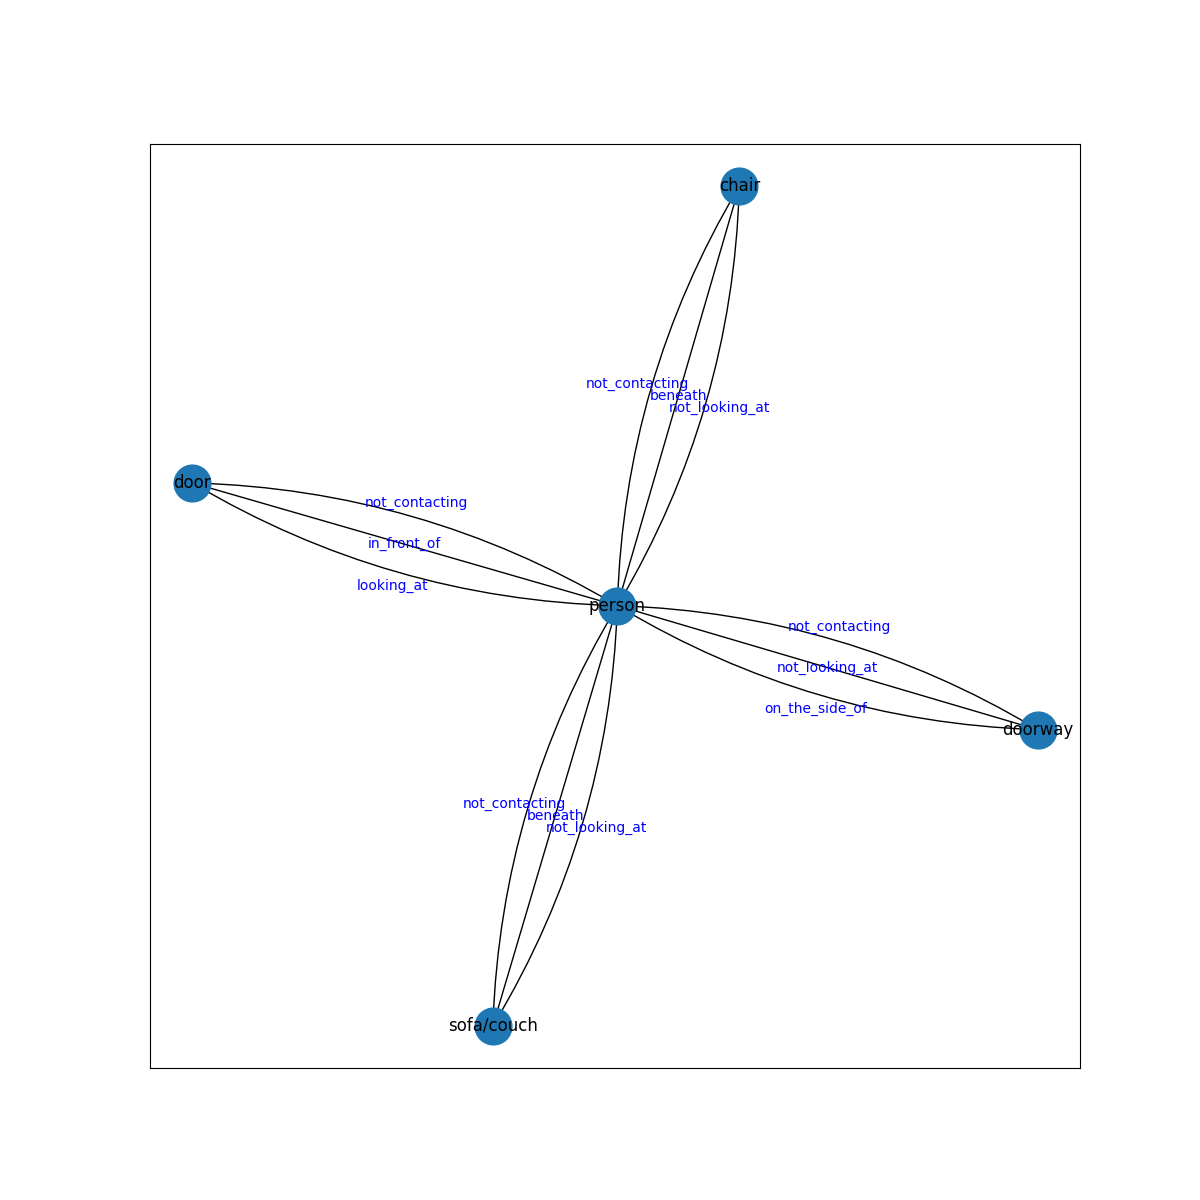 chair
not_contacting
beneath
not_looking_at
door
not_contacting
in_front_of
looking_at
person
not_contacting
not_looking_at
on_the_side_of
doorway
not_contacting
beneath
not_looking_at
sofa/couch